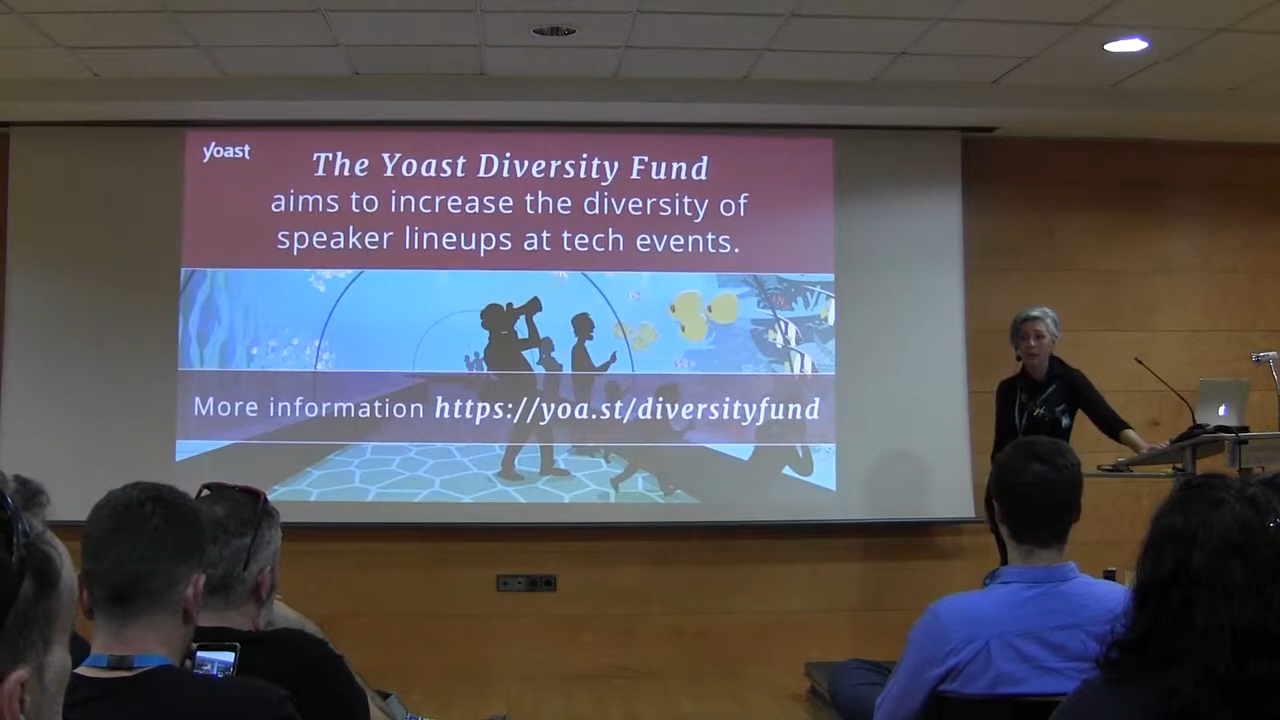 yoast
The Yoast Diversity Fund
aims to increase the diversity of
speaker lineups at tech events.
More information https://yoa.st/diversityfund